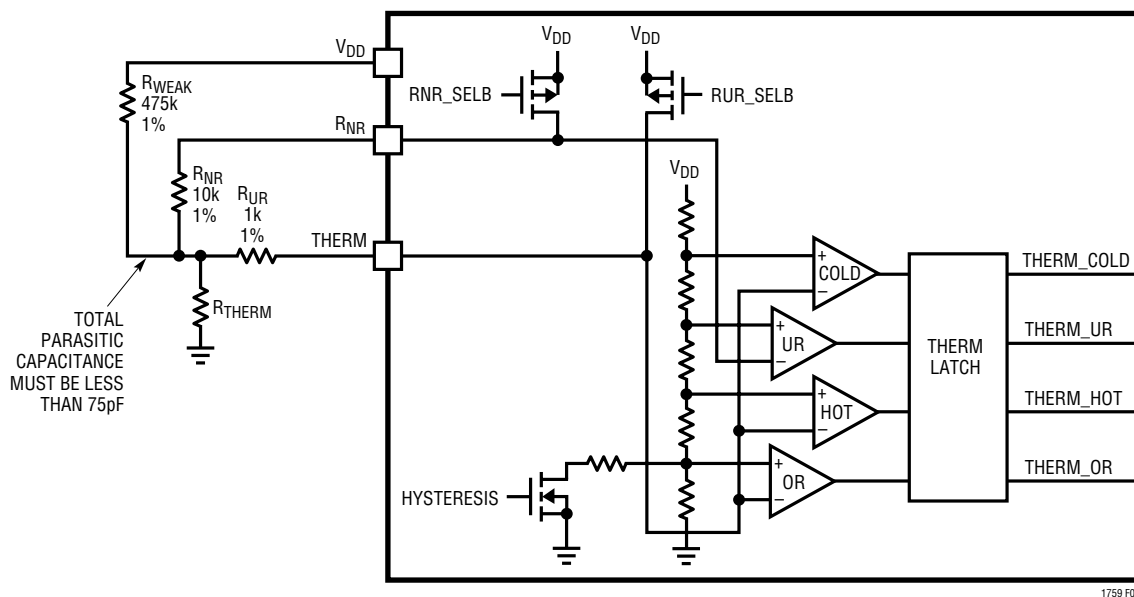 VDD
RWEAK
475k
1%
RNR
RNR
10k
1%
RUR
1k
1%
THERM
RTHERM
TOTAL
PARASITIC
CAPACITANCE
MUST BE LESS
THAN 75pF
VDD
VDD
RNR_SELB
RUR_SELB
VDD
+
COLD
–
+
UR
–
+
HOT
–
+
OR
–
HYSTERESIS
THERM
LATCH
THERM_COLD
THERM_UR
THERM_HOT
THERM_OR
1759 F0